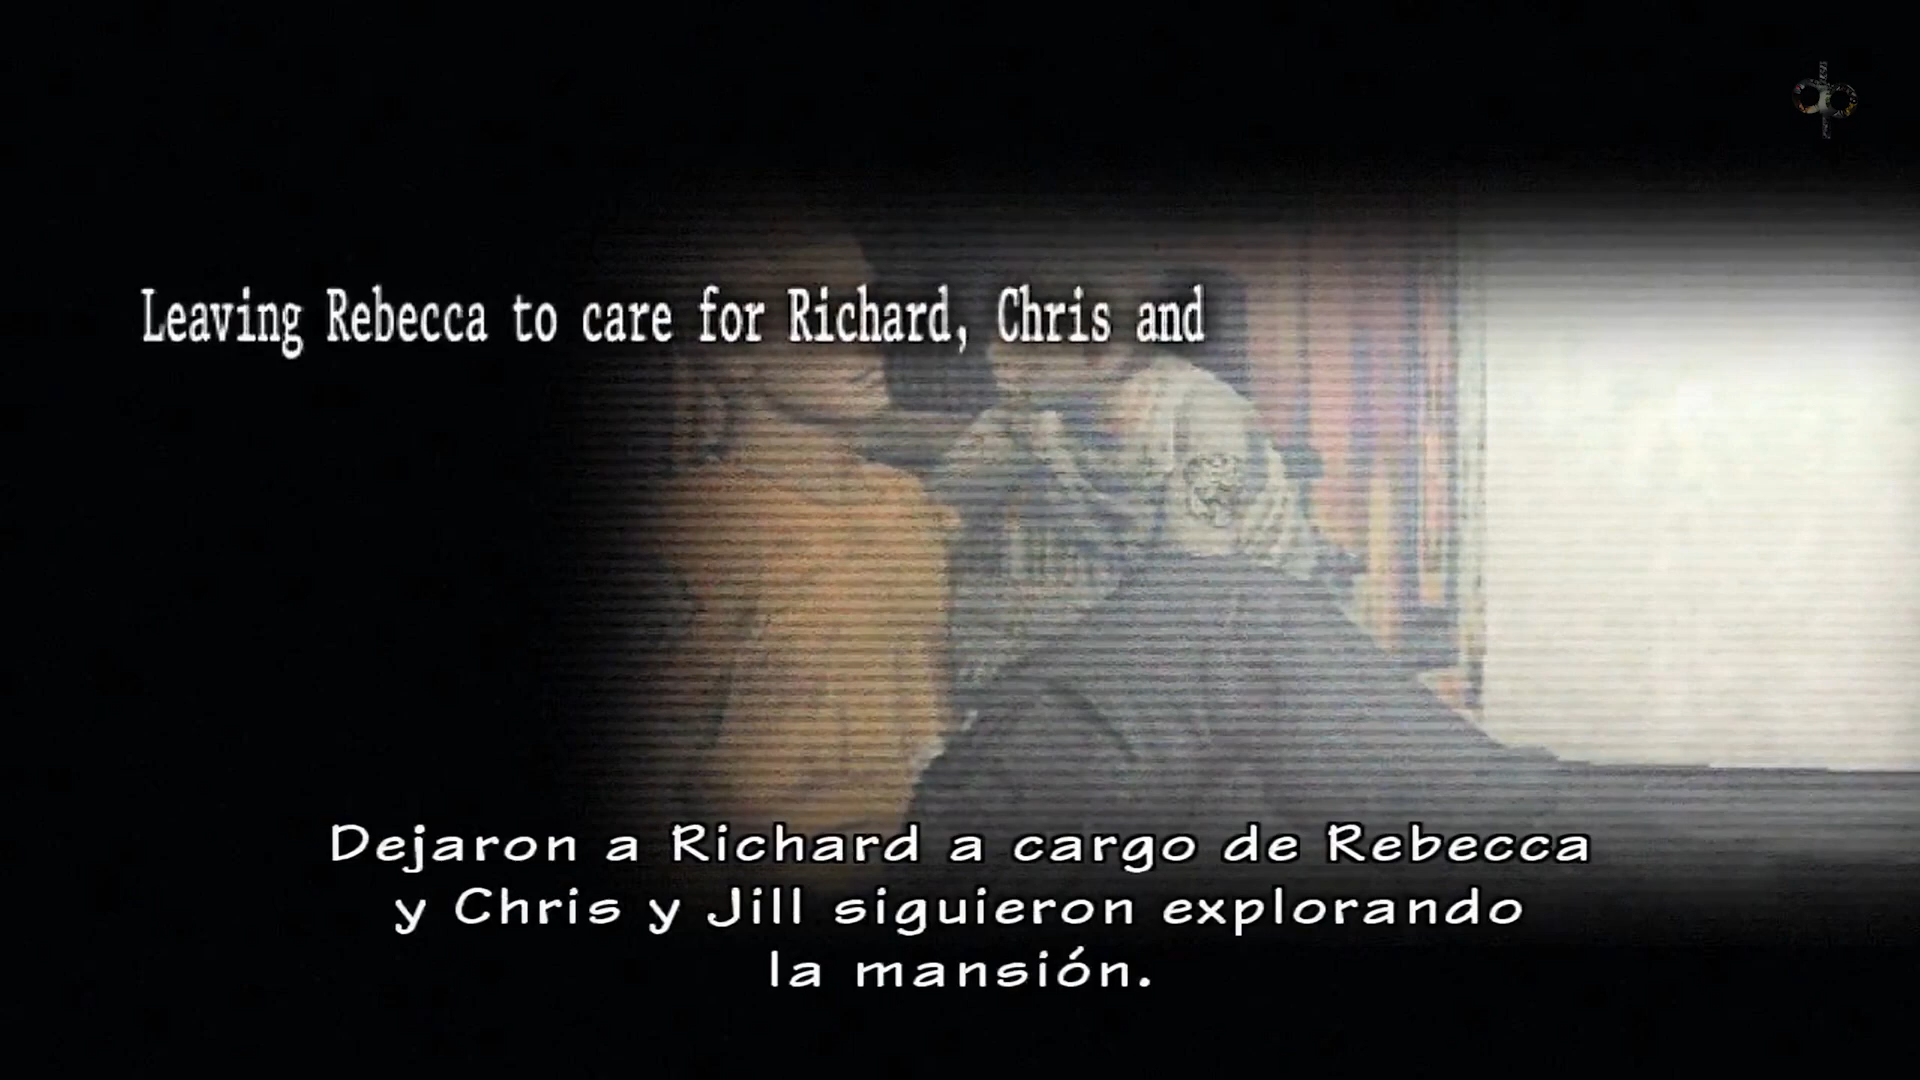 Leaving Rebecca to care for Richard, Chris and
Dejaron a Richard a cargo de Rebecca
y Chris y Jill siguieron explorando
la mansión.